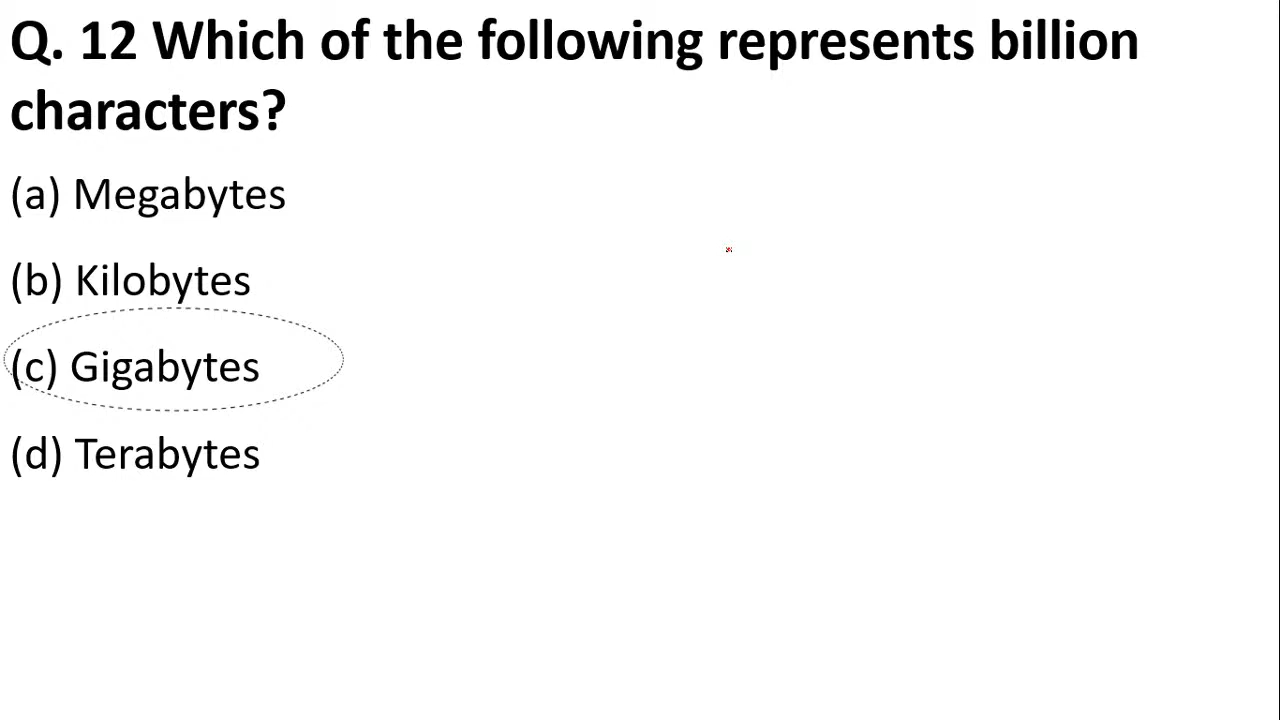 Q. 12 Which of the following represents billion
characters?
(a) Megabytes
(b) Kilobytes
(c) Gigabytes
(d) Terabytes